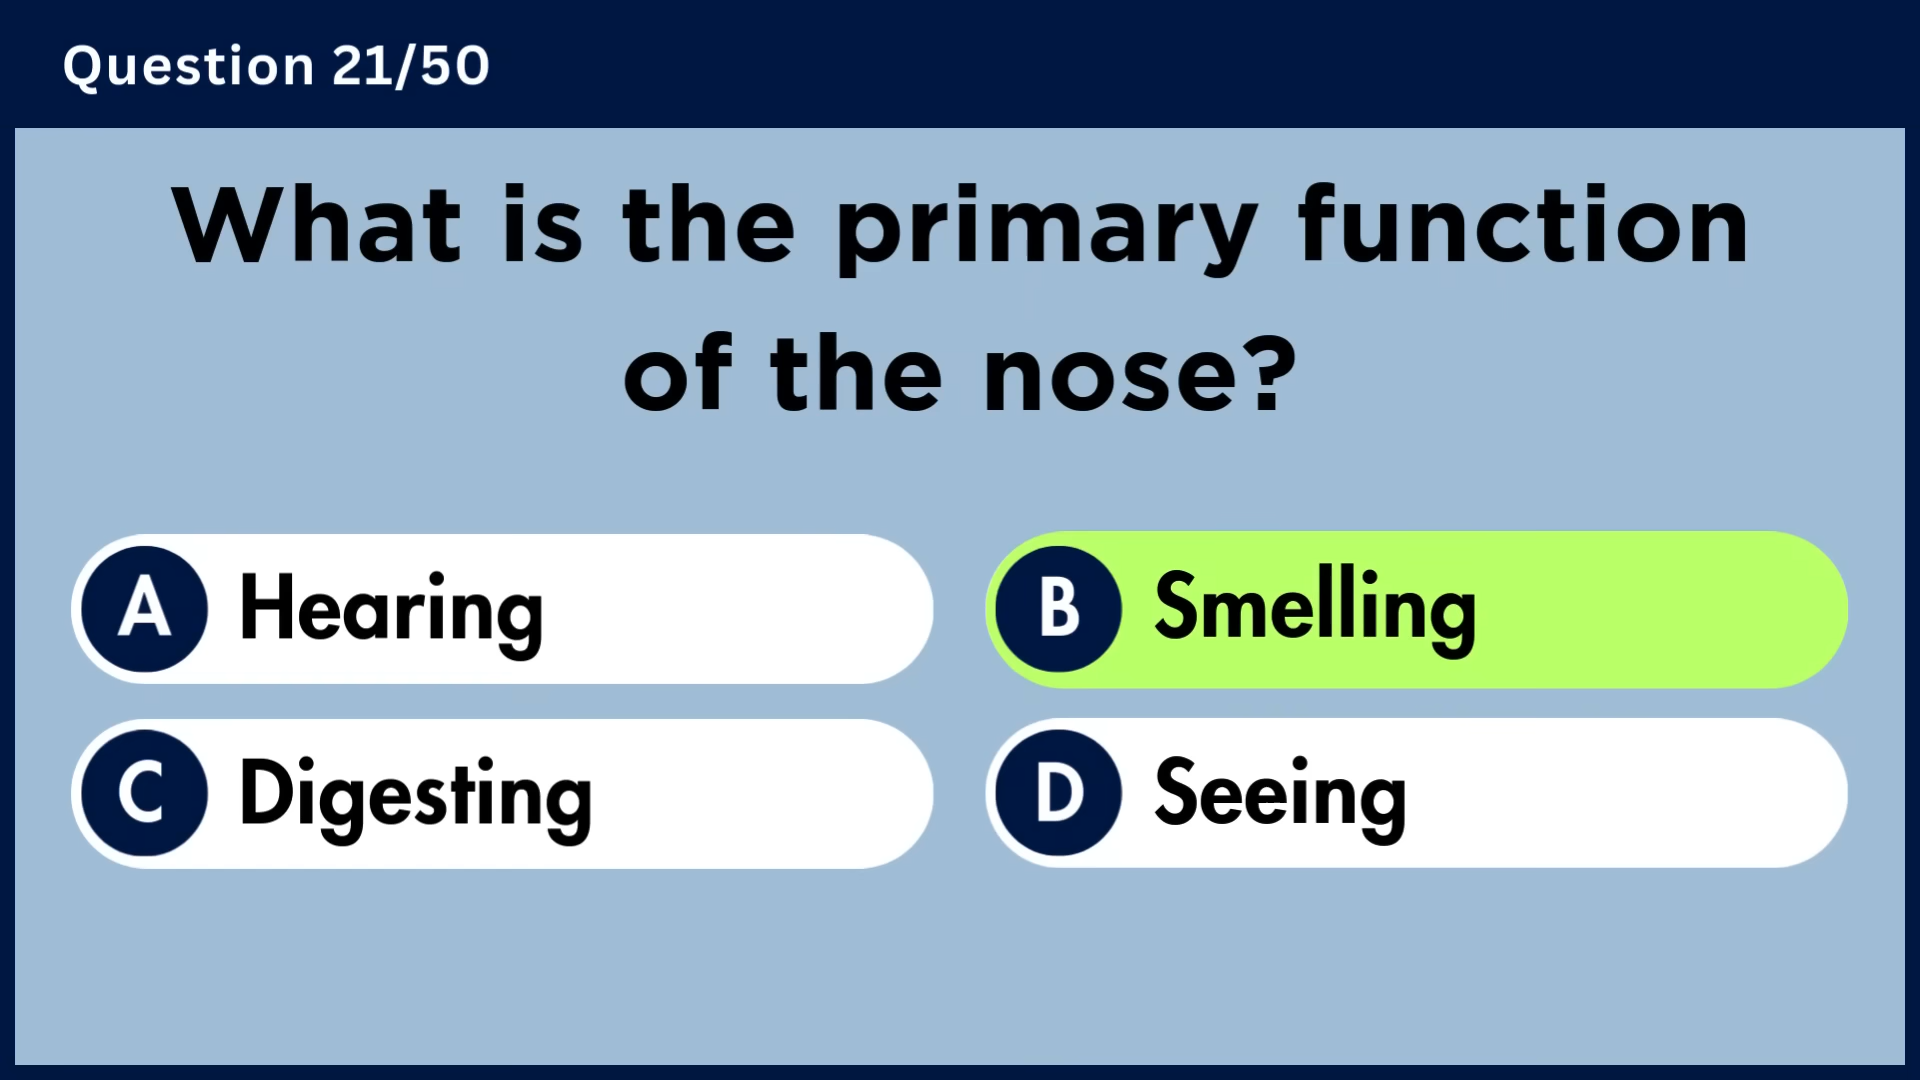 Question 21/50
What is the primary function
of the nose?
A Hearing
B Smelling
C Digesting
D Seeing